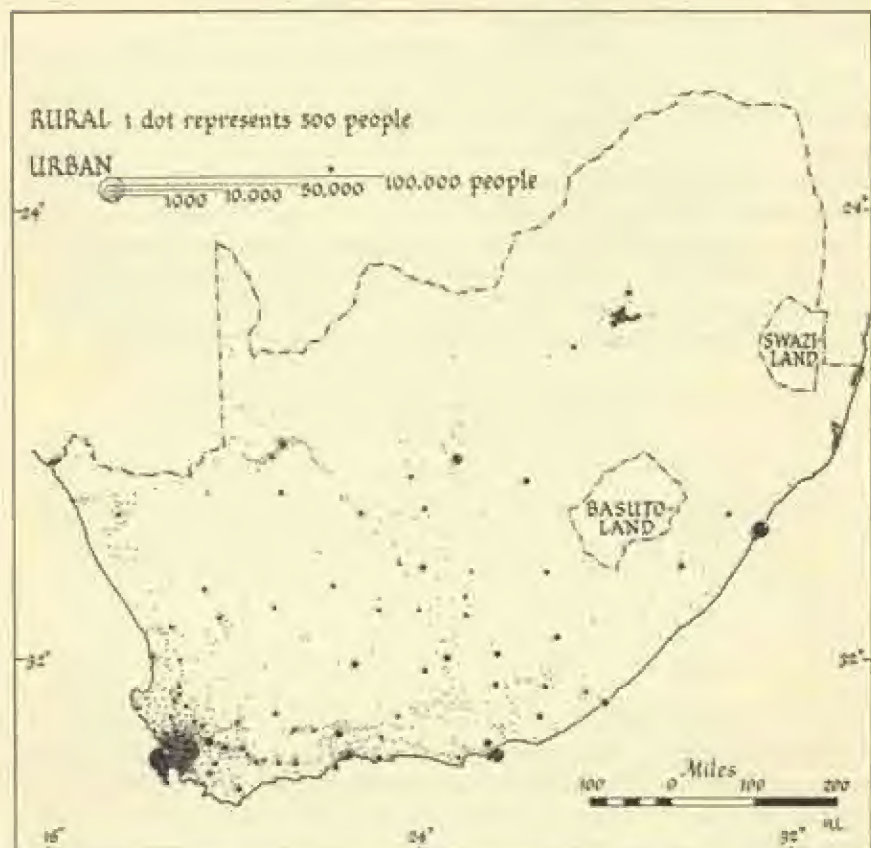 RURAL 1 dot represents 500 people
URBAN
1000 10.000 50,000 100.000 people
24° 24°
SWAZI-
LAND
BASUTO-
LAND
32° 32°
Miles
100 0 100 200
16° 24° 32°